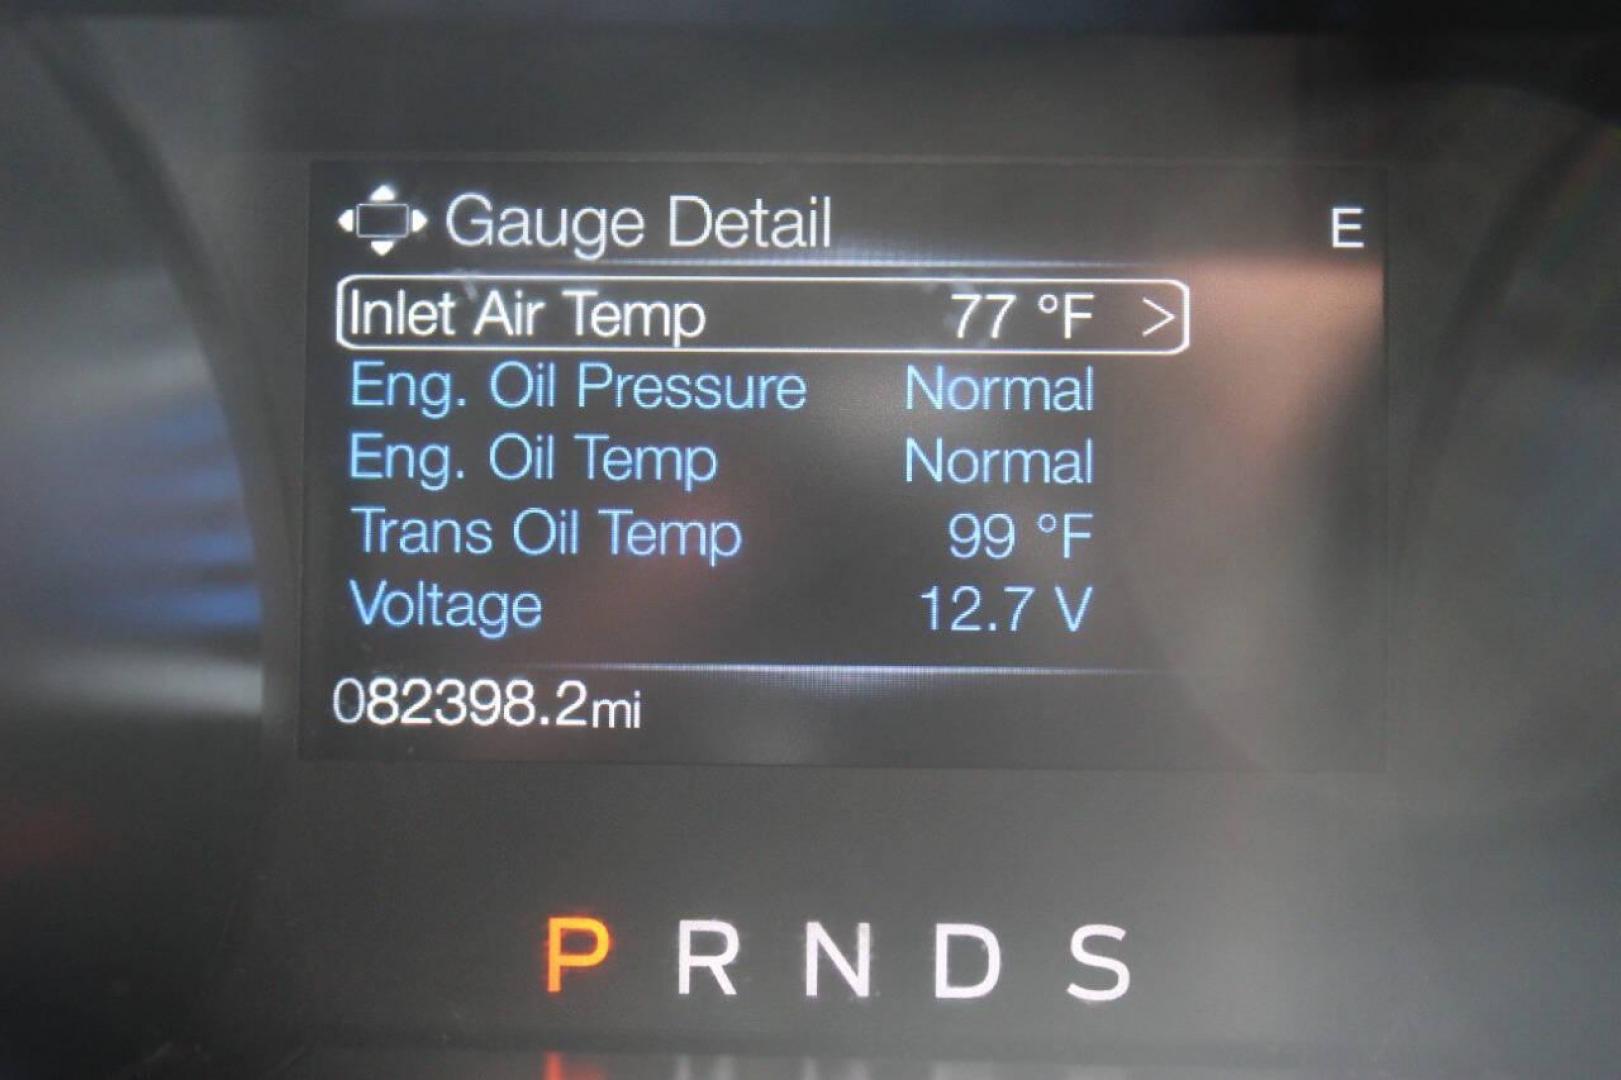 Gauge Detail E
Inlet Air Temp 77 °F >
Eng. Oil Pressure Normal
Eng. Oil Temp Normal
Trans Oil Temp 99 °F
Voltage 12.7 V
082398.2mi
P R N D S